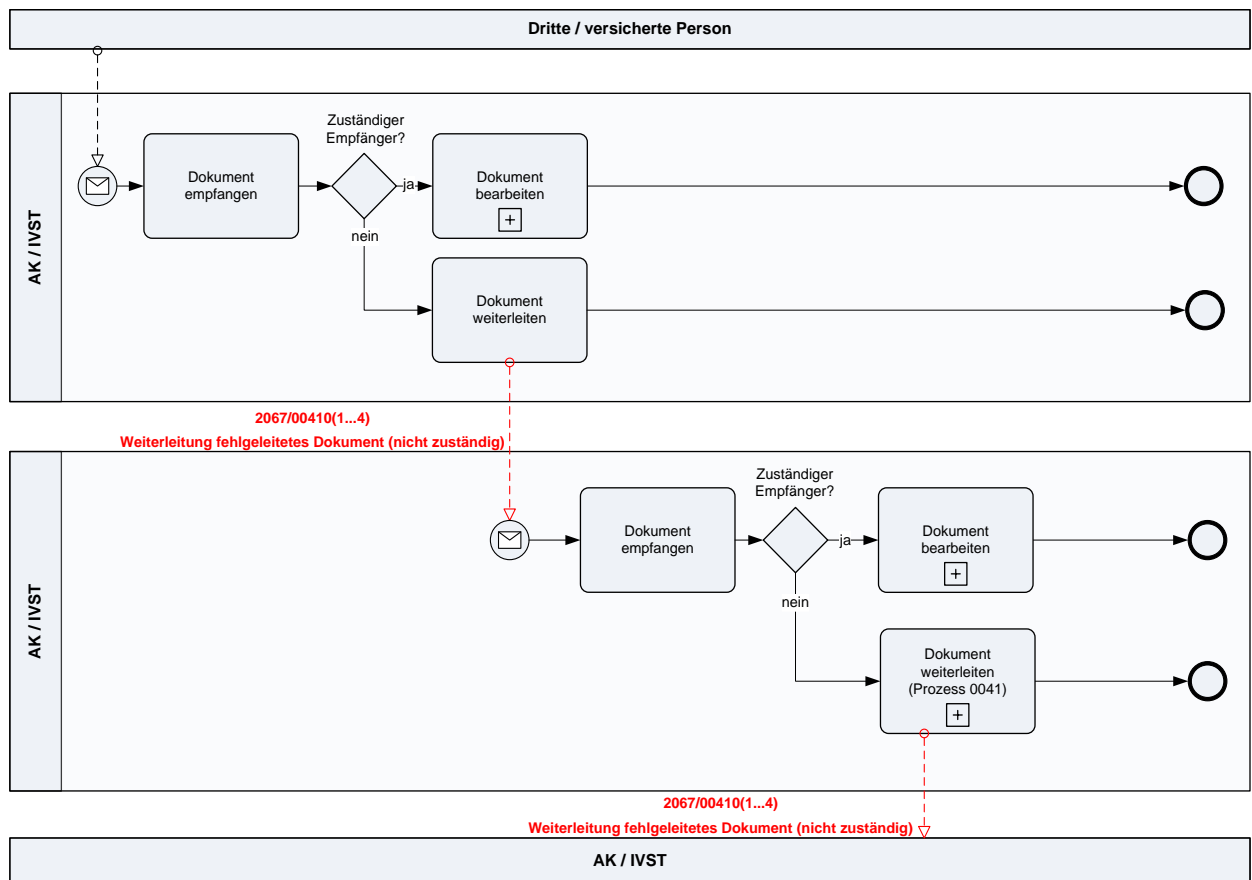 Dritte / versicherte Person
AK / IVST
Zuständiger
Empfänger?
Dokument
empfangen
ja
Dokument
bearbeiten
nein
Dokument
weiterleiten
2067/00410(1...4)
Weiterleitung fehlgeleitetes Dokument (nicht zuständig)
AK / IVST
Zuständiger
Empfänger?
Dokument
empfangen
ja
Dokument
bearbeiten
nein
Dokument
weiterleiten
(Prozess 0041)
2067/00410(1...4)
Weiterleitung fehlgeleitetes Dokument (nicht zuständig)
AK / IVST